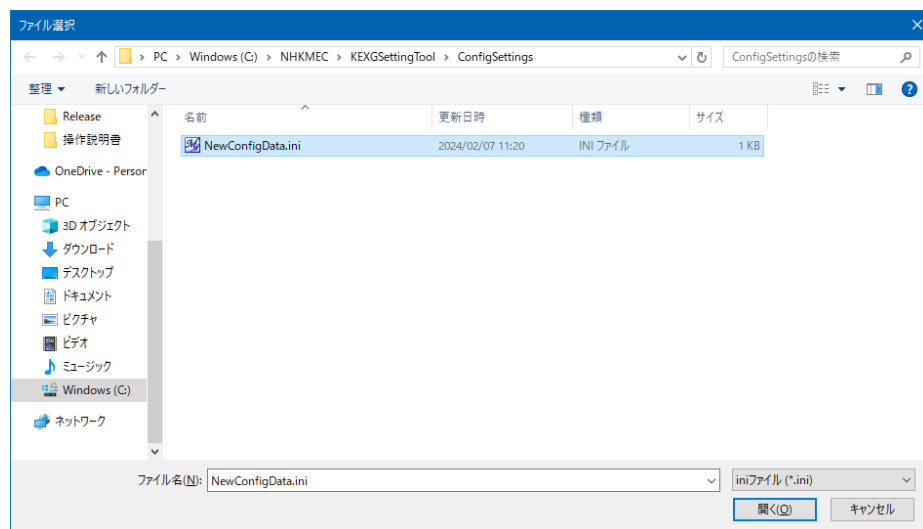 ファイル選択
PC › Windows (C:) › NHKMEC › KEXGSettingTool › ConfigSettings
ConfigSettingsの検索
整理 新しいフォルダー
Release
操作説明書
OneDrive - Person
PC
3D オブジェクト
ダウンロード
デスクトップ
ドキュメント
ピクチャ
ビデオ
ミュージック
Windows (C:)
ネットワーク
名前 更新日時 種類 サイズ
NewConfigData.ini 2024/02/07 11:20 INI ファイル 1 KB
ファイル名(N): NewConfigData.ini iniファイル (*.ini)
開く(O) キャンセル